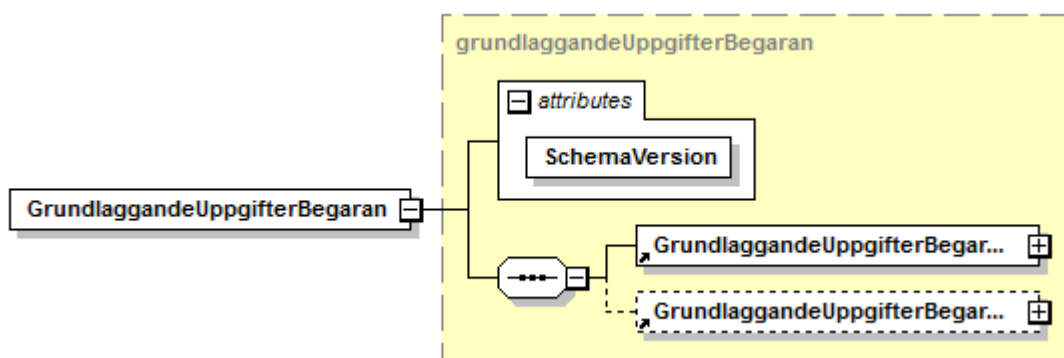 grundlaggandeUppgifterBegaran
attributes
SchemaVersion
GrundlaggandeUppgifterBegaran
GrundlaggandeUppgifterBegar...
GrundlaggandeUppgifterBegar...